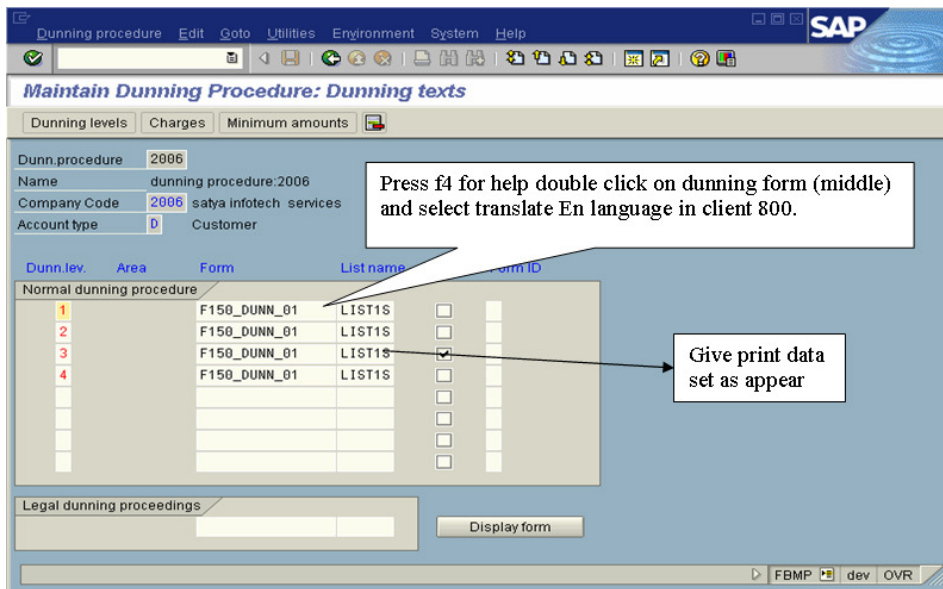 Dunning procedure Edit Goto Utilities Environment System Help
SAP
Maintain Dunning Procedure: Dunning texts
Dunning levels Charges Minimum amounts
Dunn.procedure 2006
Name dunning procedure:2006
Company Code 2006 satya infotech services
Account type D Customer
Press f4 for help double click on dunning form (middle)
and select translate En language in client 800.
Dunn.lev. Area Form List name ID
Normal dunning procedure
1 F150_DUNN_01 LIST1S
2 F150_DUNN_01 LIST1S
3 F150_DUNN_01 LIST1S
4 F150_DUNN_01 LIST1S
Give print data
set as appear
Legal dunning proceedings
Display form
FBMP dev OVR